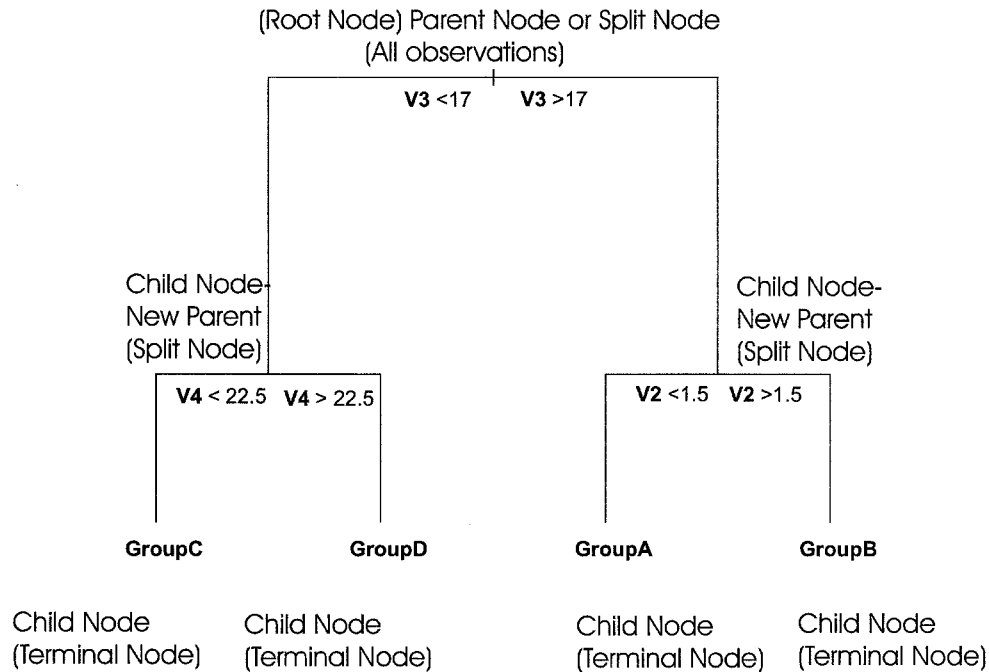 (Root Node) Parent Node or Split Node
(All observations)
V3 <17 V3 >17
Child Node-
New Parent
(Split Node)
Child Node-
New Parent
(Split Node)
V4 < 22.5 V4 > 22.5
V2 <1.5 V2 >1.5
GroupC GroupD GroupA GroupB
Child Node
(Terminal Node)
Child Node
(Terminal Node)
Child Node
(Terminal Node)
Child Node
(Terminal Node)